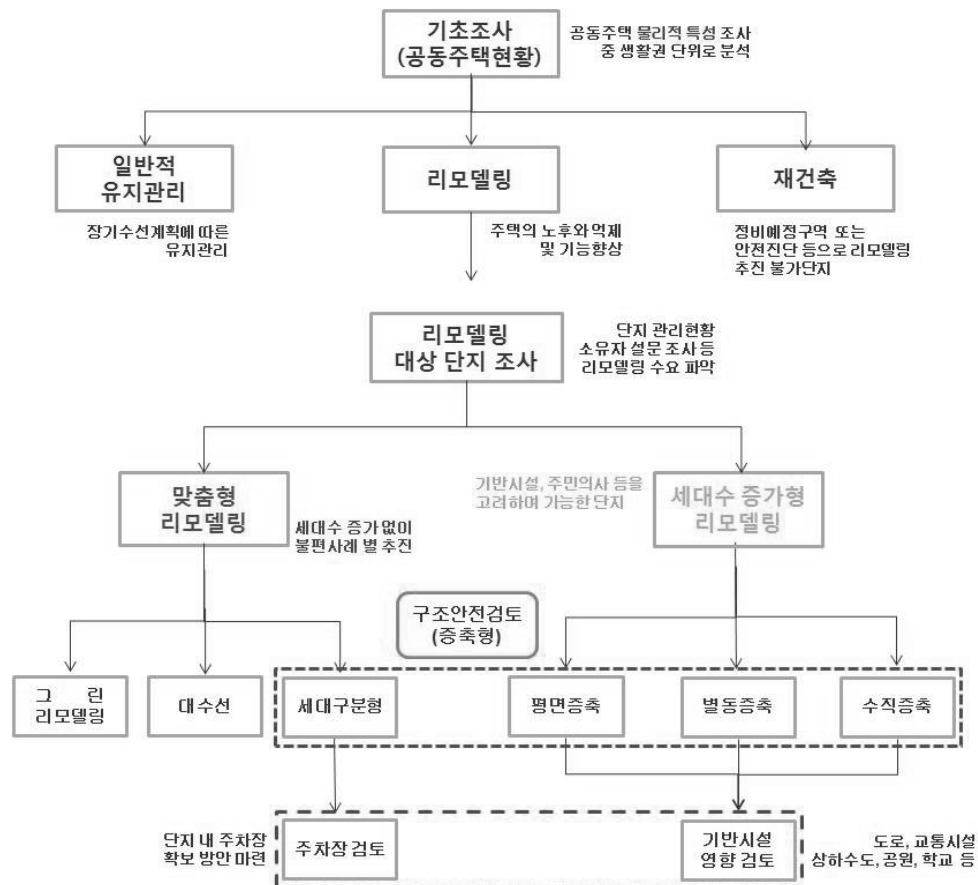 기초조사
(공동주택현황)
공동주택 물리적 특성 조사
중 생활권 단위로 분석
일반적
유지관리
리모델링
재건축
장기수선계획에 따른
유지관리
주택의 노후와 억제
및 기능향상
정비예정구역 또는
안전진단 등으로 리모델링
추진 불가단지
리모델링
대상 단지 조사
단지 관리현황
소유자 설문 조사 등
리모델링 수요 파악
맞춤형
리모델링
세대수 증가 없이
불편사례 별 추진
기반시설, 주민의사 등을
고려하며 가능한 단지
세대수 증가형
리모델링
구조안전검토
(증축형)
그 린
리모델링
대수선
세대구분형
평면증축
별동증축
수직증축
단지 내 주차장
확보 방안 마련
주차장 검토
기반시설
영향 검토
도로, 교통시설
상하수도, 공원, 학교 등